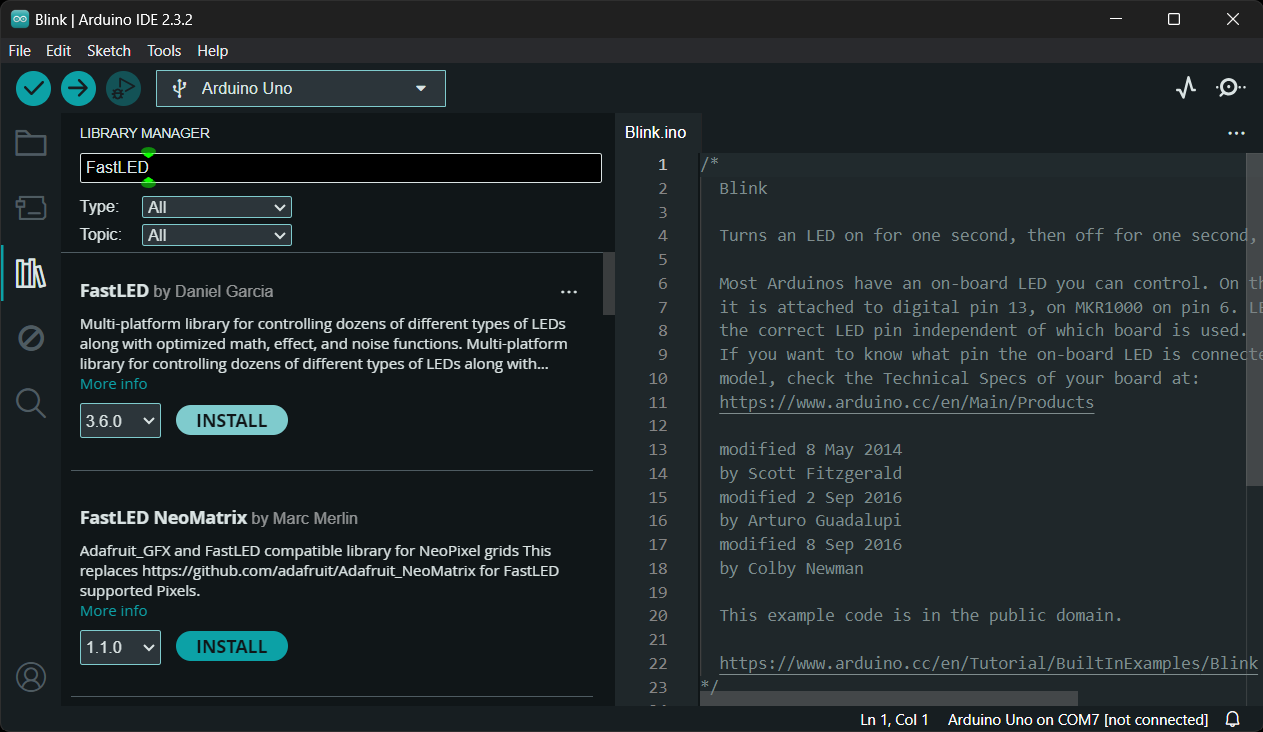 Blink | Arduino IDE 2.3.2
File Edit Sketch Tools Help
Arduino Uno
LIBRARY MANAGER
FastLED
Type: All
Topic: All
FastLED by Daniel Garcia
Multi-platform library for controlling dozens of different types of LEDs
along with optimized math, effect, and noise functions. Multi-platform
library for controlling dozens of different types of LEDs along with...
More info
3.6.0 INSTALL
FastLED NeoMatrix by Marc Merlin
Adafruit_GFX and FastLED compatible library for NeoPixel grids This
replaces https://github.com/adafruit/Adafruit_NeoMatrix for FastLED
supported Pixels.
More info
1.1.0 INSTALL
Blink.ino
1 /*
2 Blink
3
4 Turns an LED on for one second, then off for one second,
5
6 Most Arduinos have an on-board LED you can control. On th
7 it is attached to digital pin 13, on MKR1000 on pin 6. LE
8 the correct LED pin independent of which board is used.
9 If you want to know what pin the on-board LED is connecte
10 model, check the Technical Specs of your board at:
11 https://www.arduino.cc/en/Main/Products
12
13 modified 8 May 2014
14 by Scott Fitzgerald
15 modified 2 Sep 2016
16 by Arturo Guadalupi
17 modified 8 Sep 2016
18 by Colby Newman
19
20 This example code is in the public domain.
21
22 https://www.arduino.cc/en/Tutorial/BuiltInExamples/Blink
23 */
Ln 1, Col 1 Arduino Uno on COM7 [not connected]